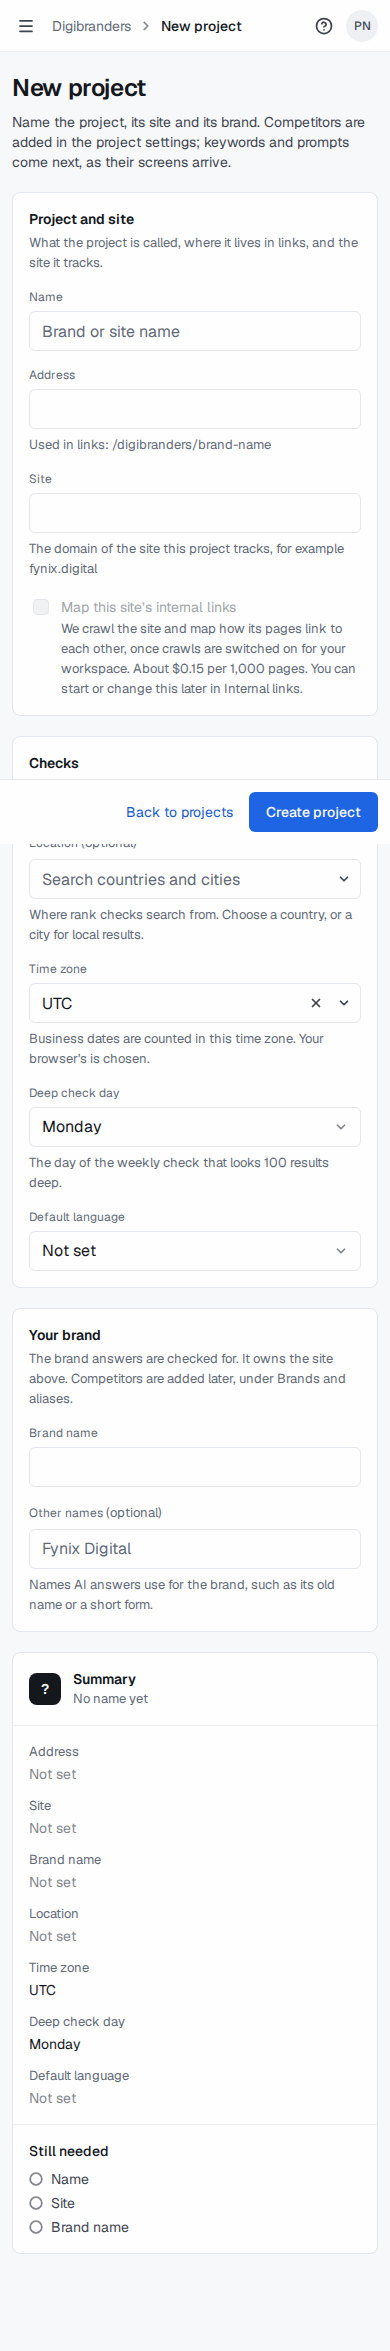 Digibranders > New project
PN
New project
Name the project, its site and its brand. Competitors are
added in the project settings; keywords and prompts
come next, as their screens arrive.
Project and site
What the project is called, where it lives in links, and the
site it tracks.
Name
Brand or site name
Address
Used in links: /digibranders/brand-name
Site
The domain of the site this project tracks, for example
fynix.digital
Map this site's internal links
We crawl the site and map how its pages link to
each other, once crawls are switched on for your
workspace. About $0.15 per 1,000 pages. You can
start or change this later in Internal links.
Checks
Back to projects
Create project
Location (optional)
Search countries and cities
Where rank checks search from. Choose a country, or a
city for local results.
Time zone
UTC
Business dates are counted in this time zone. Your
browser's is chosen.
Deep check day
Monday
The day of the weekly check that looks 100 results
deep.
Default language
Not set
Your brand
The brand answers are checked for. It owns the site
above. Competitors are added later, under Brands and
aliases.
Brand name
Other names (optional)
Fynix Digital
Names AI answers use for the brand, such as its old
name or a short form.
?
Summary
No name yet
Address
Not set
Site
Not set
Brand name
Not set
Location
Not set
Time zone
UTC
Deep check day
Monday
Default language
Not set
Still needed
Name
Site
Brand name